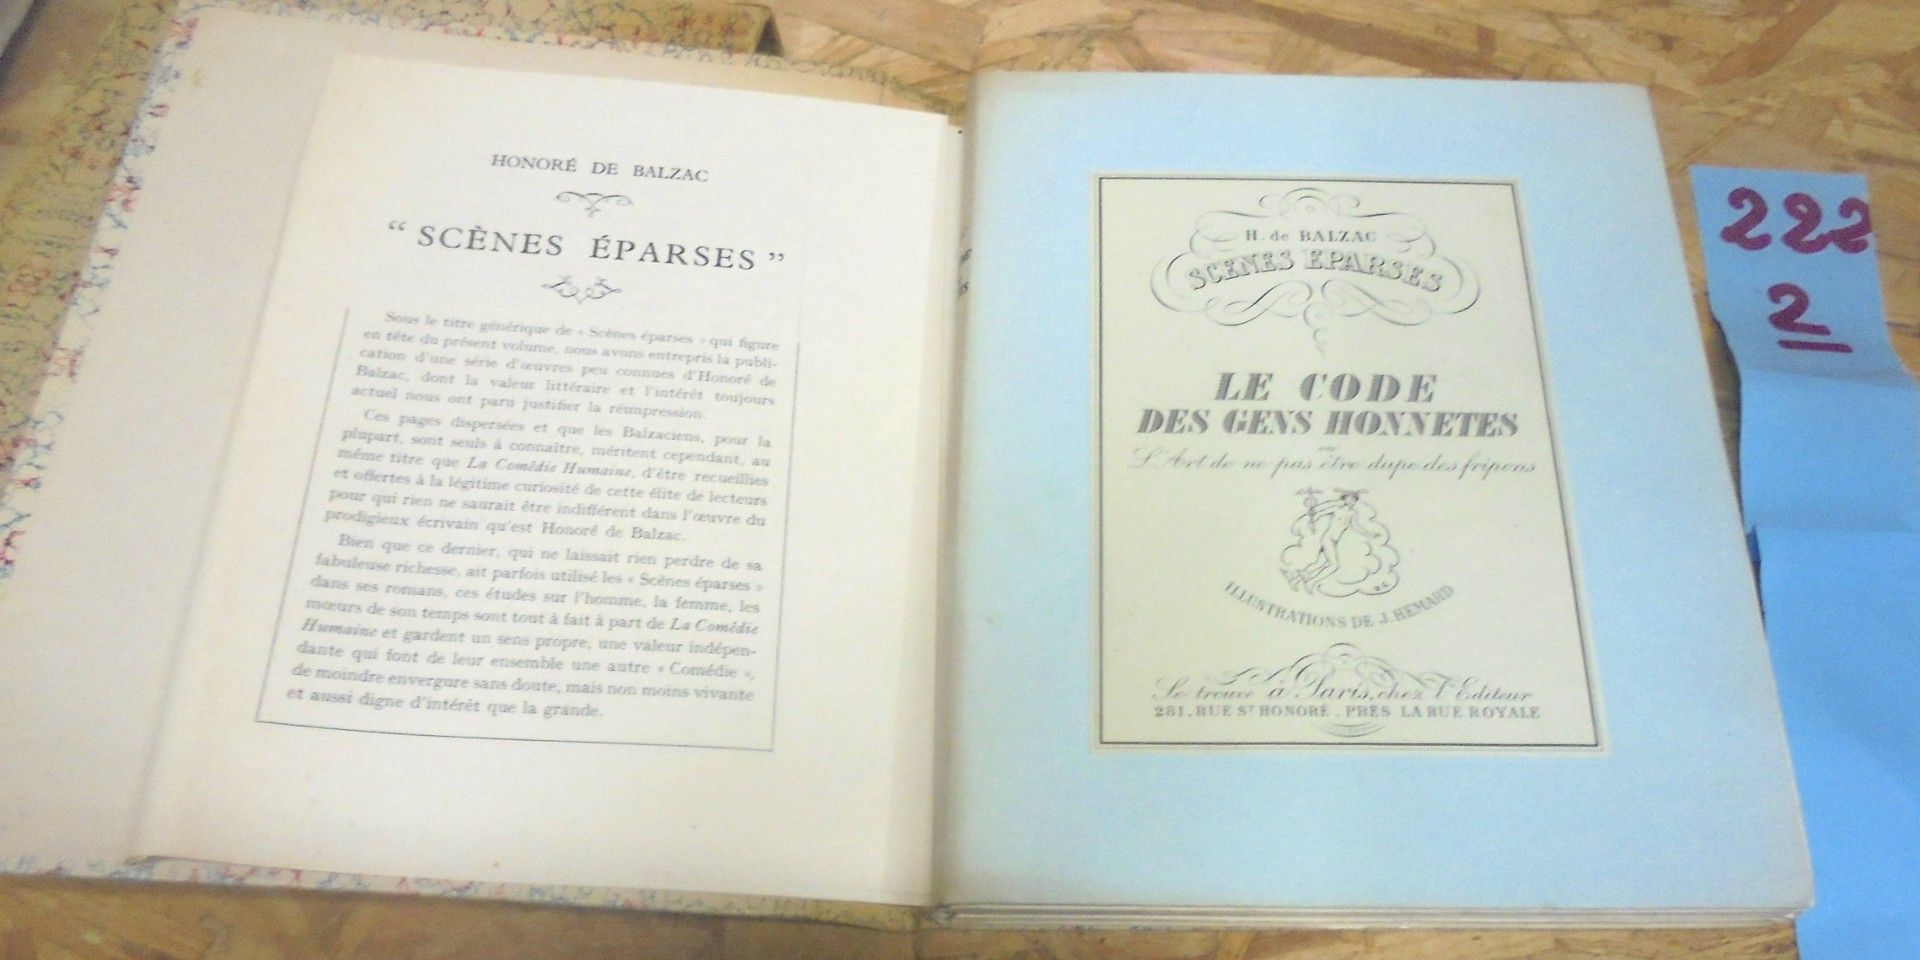 HONORÉ DE BALZAC
“ SCÈNES ÉPARSES ”
Sous le titre générique de « Scènes éparses » qui figure
en tête du présent volume, nous avons entrepris la publi-
cation d'une série d'œuvres peu connues d'Honoré de
Balzac, dont la valeur littéraire et l'intérêt toujours
actuel nous ont paru justifier la réimpression.
Ces pages dispersées et que les Balzaciens, pour la
plupart, sont seuls à connaître, méritent cependant, au
même titre que La Comédie Humaine, d'être recueillies
et offertes à la légitime curiosité de cette élite de lecteurs
pour qui rien ne saurait être indifférent dans l'œuvre du
prodigieux écrivain qu'est Honoré de Balzac.
Bien que ce dernier, qui ne laissait rien perdre de sa
fabuleuse richesse, ait parfois utilisé les « Scènes éparses »
dans ses romans, ces études sur l'homme, la femme, les
mœurs de son temps sont tout à fait à part de La Comédie
Humaine et gardent un sens propre, une valeur indépen-
dante qui font de leur ensemble une autre « Comédie »,
de moindre envergure sans doute, mais non moins vivante
et aussi digne d'intérêt que la grande.
H. de BALZAC
SCENES EPARSES
LE CODE
DES GENS HONNETES
ou
L'Art de ne pas être dupe des fripons
ILLUSTRATIONS DE J. HEMARD
Se trouve à Paris, chez l'Editeur
281, RUE ST HONORÉ . PRÈS LA RUE ROYALE
222
2